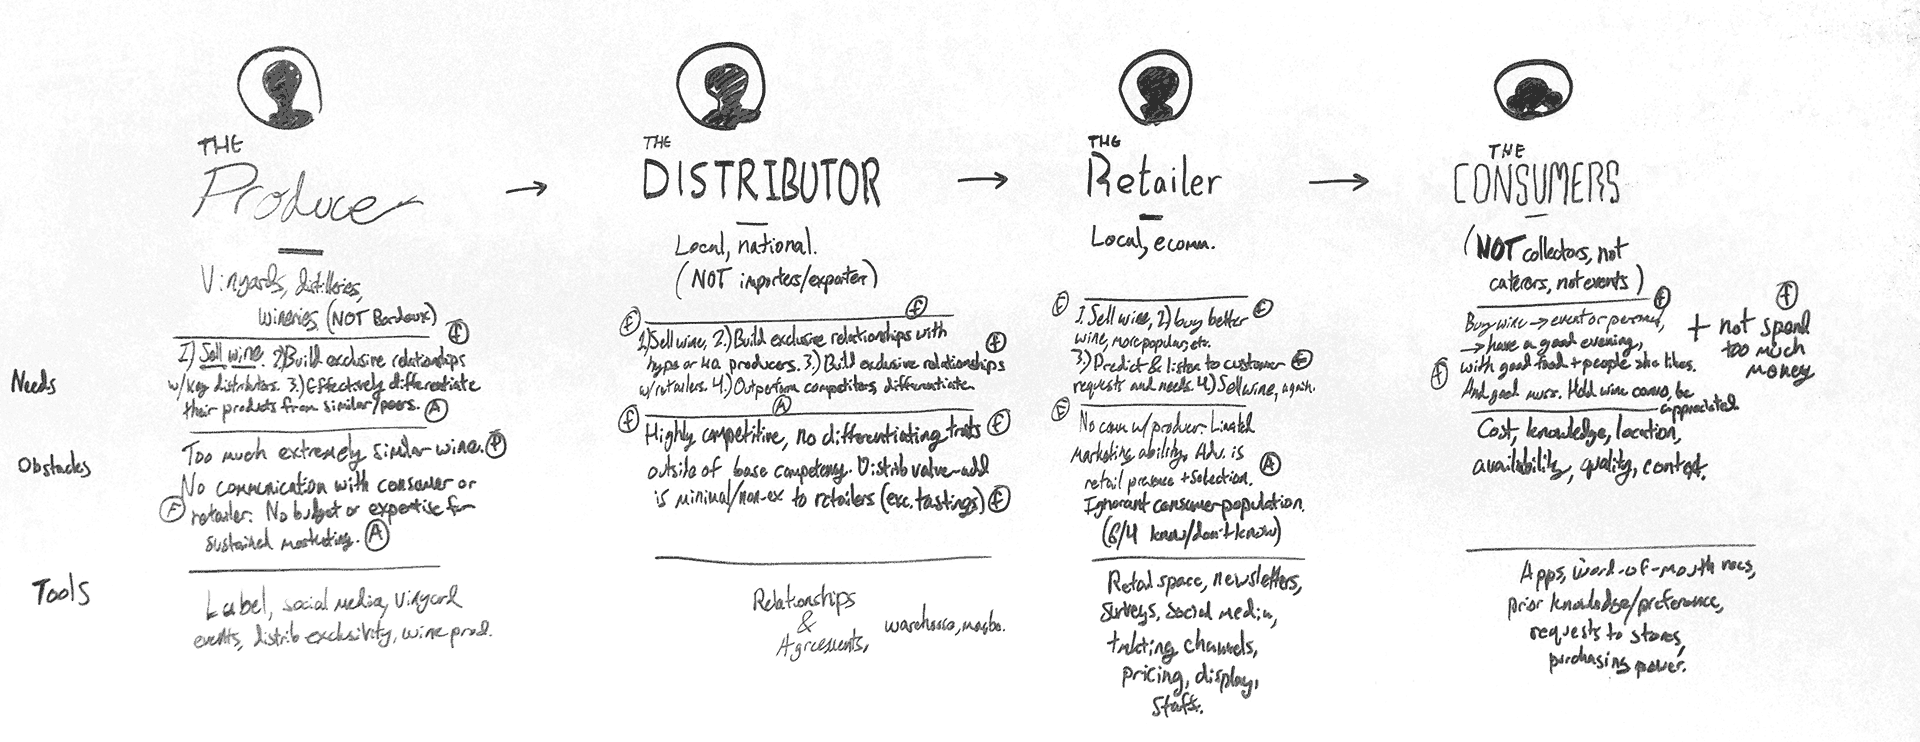 THE
Producer
Vinyards, distilleries,
wineries, (NOT Bordeaux)
THE
DISTRIBUTOR
Local, national.
(NOT importers/exporter)
THE
Retailer
Local, ecomm.
THE
CONSUMERS
(NOT collectors, not
caterers, not events)
Needs
f
1) Sell wine. 2) Build exclusive relationships
w/key distributors. 3.) Effectively differentiate
their products from similar/peers. A
f f
1.) Sell wine, 2.) Build exclusive relationships with f
hype or producers. 3.) Build exclusive relationships
w/retailers. 4.) Outperform competitors, differentiate.
A
F f
1. Sell wine, 2) buy better
wine, more popular, etc.
3.) Predict & listen to customer
requests and needs. 4) Sell wine, again.
f
Buy wine → event or personal,
→ have a good evening,
f with good food + people she likes.
And good music. Hold wine convo, be
appreciated.
f
+ not spend
too much
money
Obstacles
Too much extremely similar wine.
No communication with consumer or
F retailer. No budget or expertise for
sustained marketing. A
f Highly competitive, no differentiating traits f
outside of base competency. Distrib value-add
is minimal/non-ex to retailers (exc. tastings) f
F No comm w/producer. Limited
marketing ability. Adv. is
retail presence + selection. A
Ignorant consumer population.
(6/4 know/don't know)
Cost, knowledge, location,
availability, quality, context.
Tools
Label, social media, vinyard
events, distrib exclusivity, wine prod.
Relationships
&
Agreements,
Retail space, newsletters,
surveys, social media,
channels,
pricing, display,
staff.
Apps, word-of-mouth recs,
prior knowledge/preference,
requests to stores,
purchasing power.